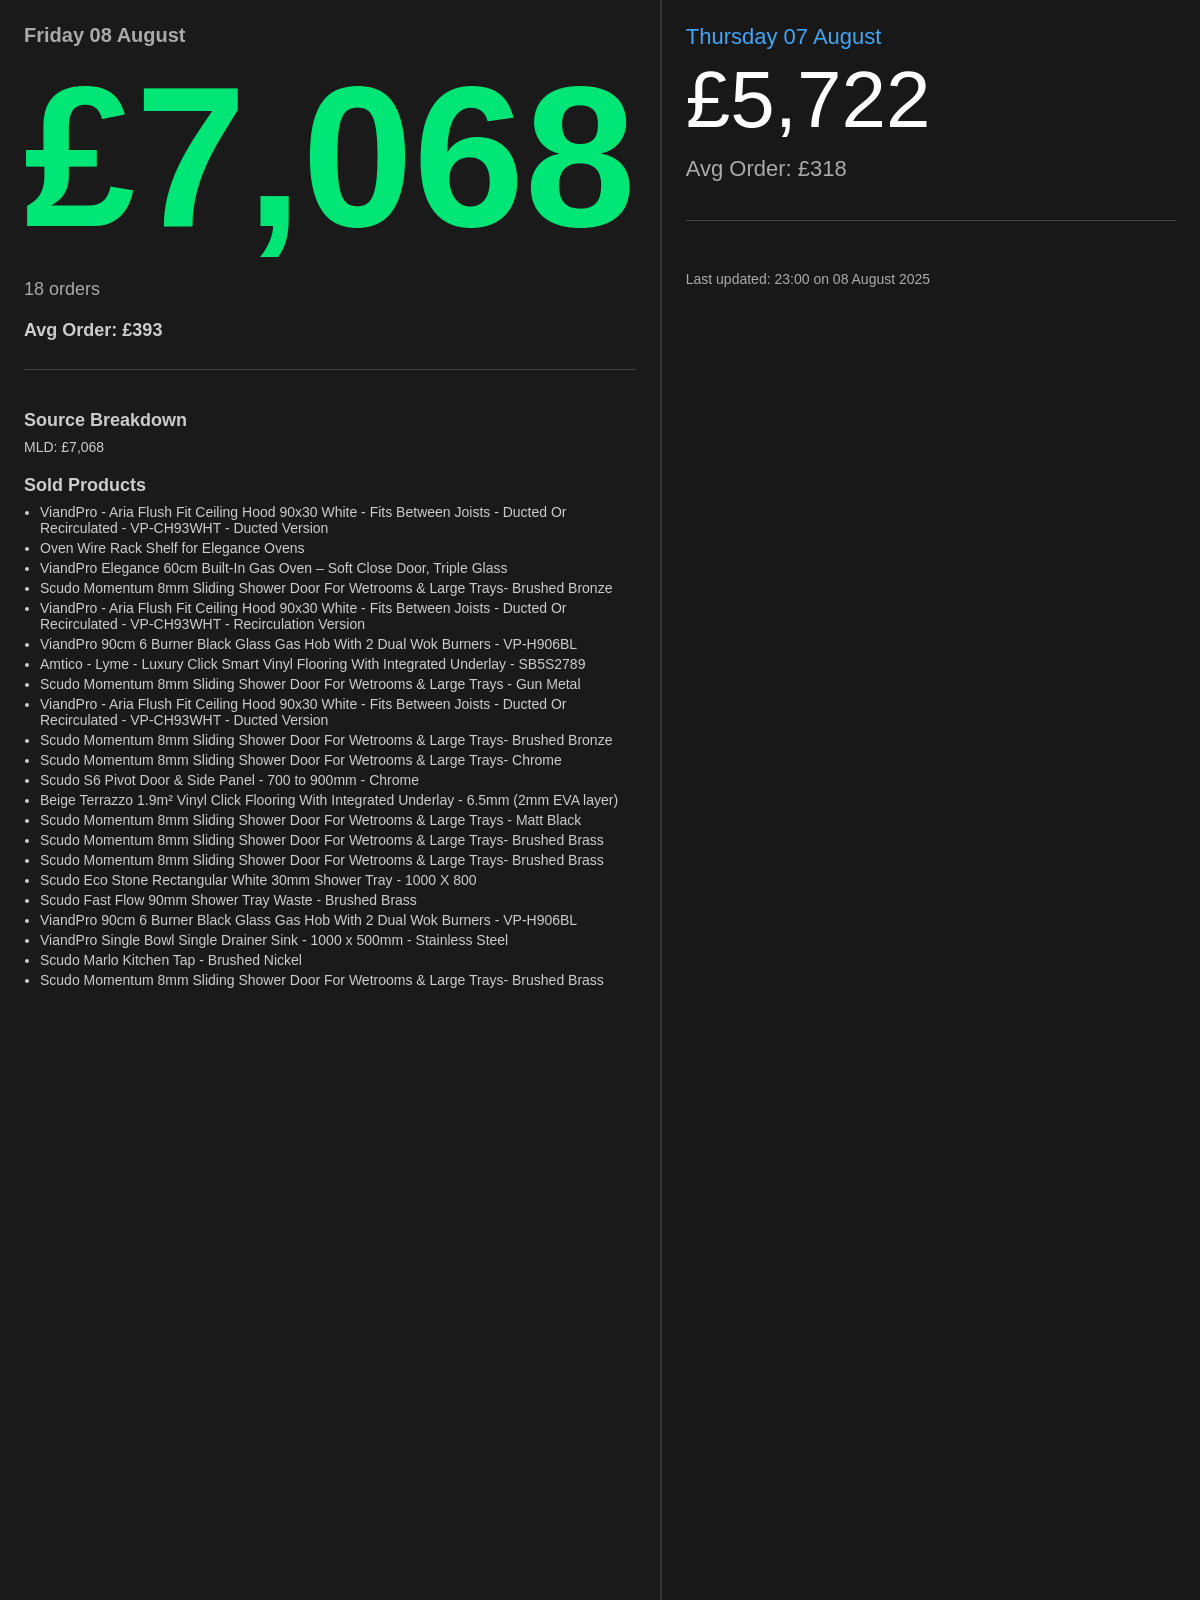 Friday 08 August
£7,068
18 orders
Avg Order: £393
Source Breakdown
MLD: £7,068
Sold Products
• ViandPro - Aria Flush Fit Ceiling Hood 90x30 White - Fits Between Joists - Ducted Or
Recirculated - VP-CH93WHT - Ducted Version
• Oven Wire Rack Shelf for Elegance Ovens
• ViandPro Elegance 60cm Built-In Gas Oven – Soft Close Door, Triple Glass
• Scudo Momentum 8mm Sliding Shower Door For Wetrooms & Large Trays- Brushed Bronze
• ViandPro - Aria Flush Fit Ceiling Hood 90x30 White - Fits Between Joists - Ducted Or
Recirculated - VP-CH93WHT - Recirculation Version
• ViandPro 90cm 6 Burner Black Glass Gas Hob With 2 Dual Wok Burners - VP-H906BL
• Amtico - Lyme - Luxury Click Smart Vinyl Flooring With Integrated Underlay - SB5S2789
• Scudo Momentum 8mm Sliding Shower Door For Wetrooms & Large Trays - Gun Metal
• ViandPro - Aria Flush Fit Ceiling Hood 90x30 White - Fits Between Joists - Ducted Or
Recirculated - VP-CH93WHT - Ducted Version
• Scudo Momentum 8mm Sliding Shower Door For Wetrooms & Large Trays- Brushed Bronze
• Scudo Momentum 8mm Sliding Shower Door For Wetrooms & Large Trays- Chrome
• Scudo S6 Pivot Door & Side Panel - 700 to 900mm - Chrome
• Beige Terrazzo 1.9m² Vinyl Click Flooring With Integrated Underlay - 6.5mm (2mm EVA layer)
• Scudo Momentum 8mm Sliding Shower Door For Wetrooms & Large Trays - Matt Black
• Scudo Momentum 8mm Sliding Shower Door For Wetrooms & Large Trays- Brushed Brass
• Scudo Momentum 8mm Sliding Shower Door For Wetrooms & Large Trays- Brushed Brass
• Scudo Eco Stone Rectangular White 30mm Shower Tray - 1000 X 800
• Scudo Fast Flow 90mm Shower Tray Waste - Brushed Brass
• ViandPro 90cm 6 Burner Black Glass Gas Hob With 2 Dual Wok Burners - VP-H906BL
• ViandPro Single Bowl Single Drainer Sink - 1000 x 500mm - Stainless Steel
• Scudo Marlo Kitchen Tap - Brushed Nickel
• Scudo Momentum 8mm Sliding Shower Door For Wetrooms & Large Trays- Brushed Brass
Thursday 07 August
£5,722
Avg Order: £318
Last updated: 23:00 on 08 August 2025